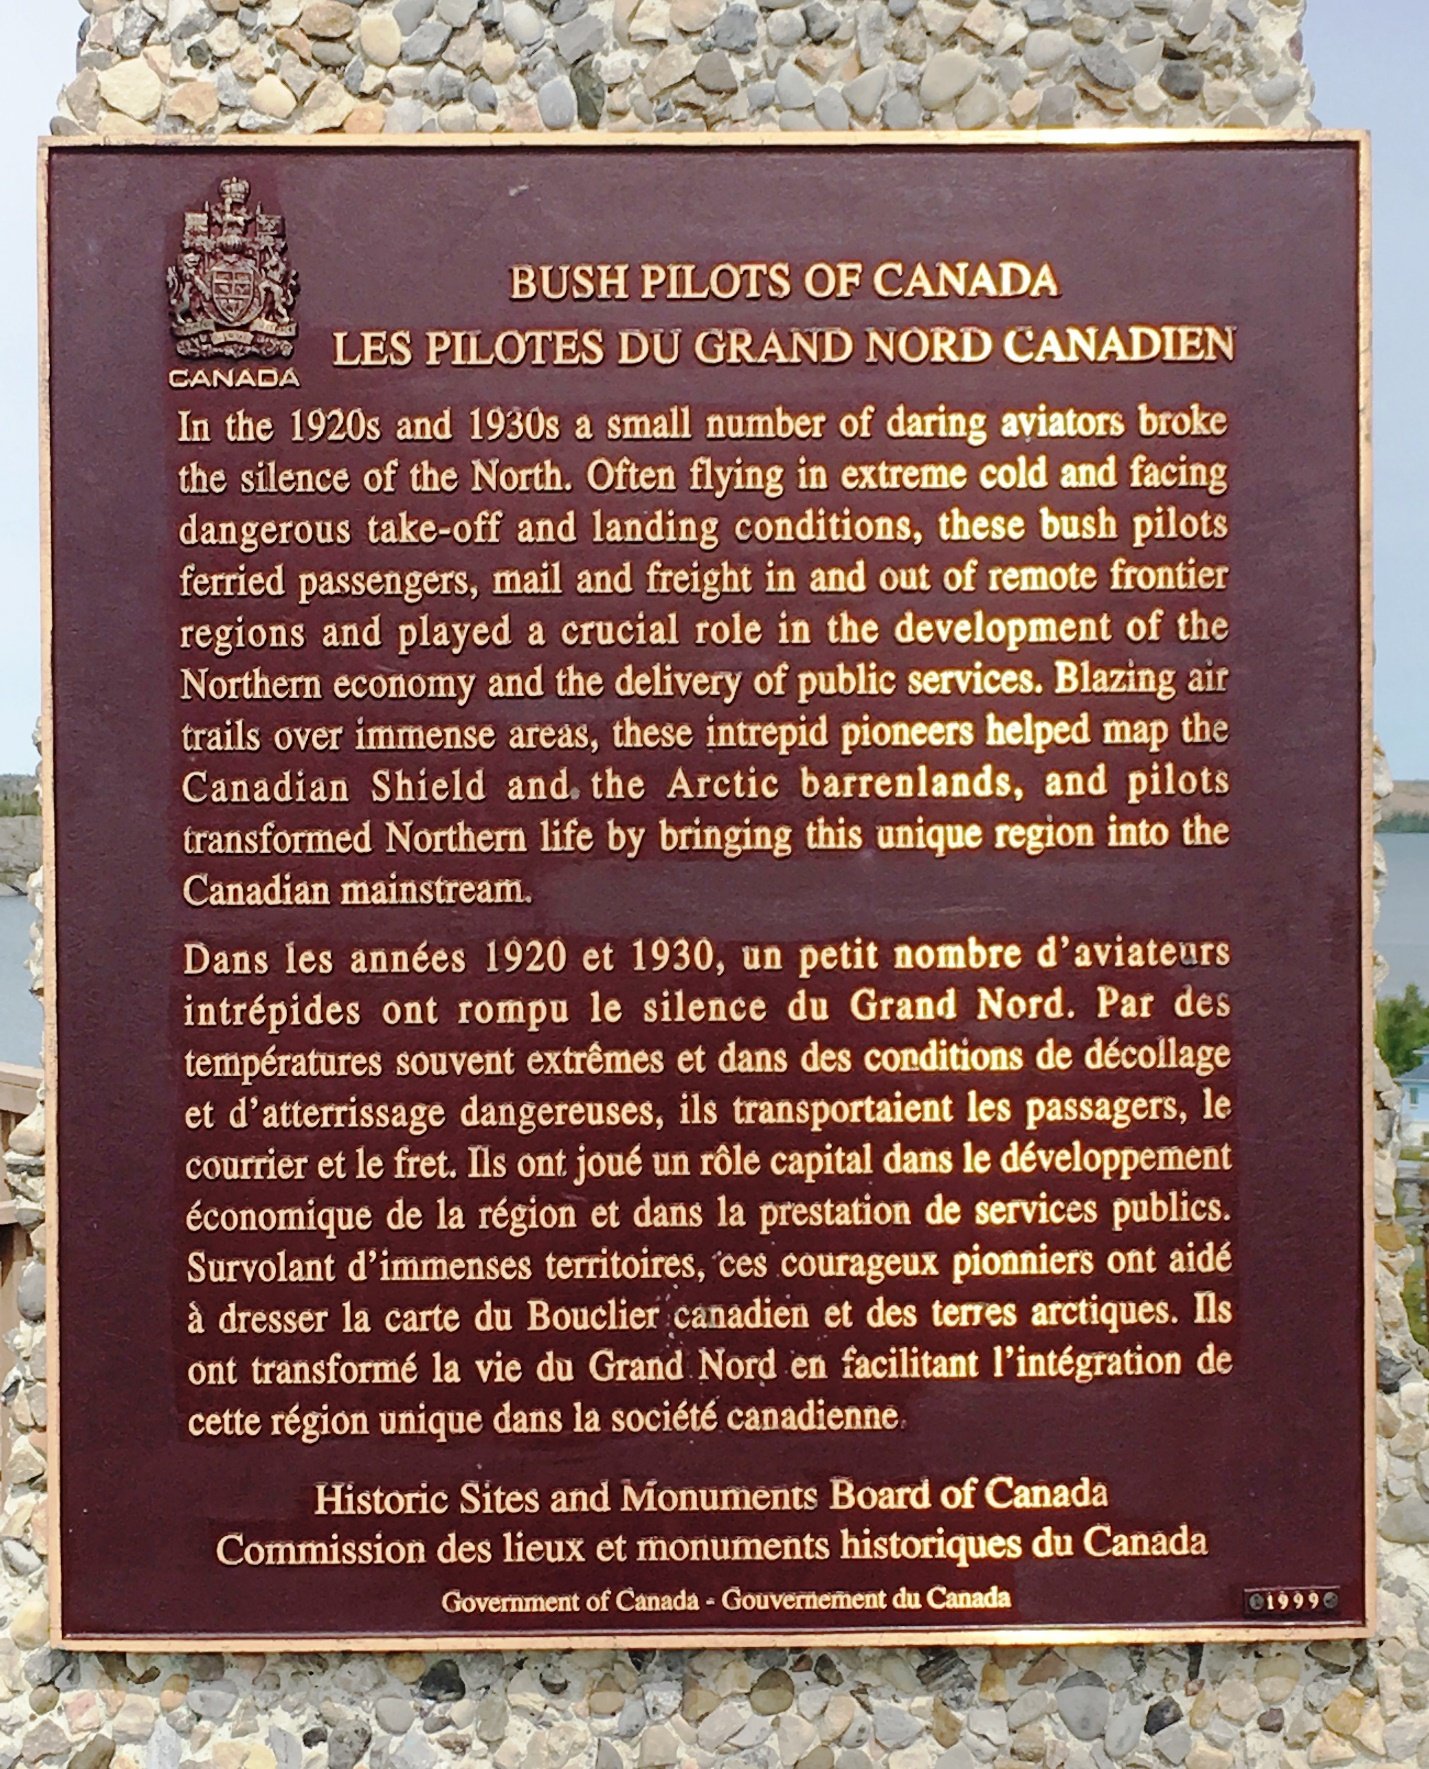 CANADA
BUSH PILOTS OF CANADA
LES PILOTES DU GRAND NORD CANADIEN
In the 1920s and 1930s a small number of daring aviators broke
the silence of the North. Often flying in extreme cold and facing
dangerous take-off and landing conditions, these bush pilots
ferried passengers, mail and freight in and out of remote frontier
regions and played a crucial role in the development of the
Northern economy and the delivery of public services. Blazing air
trails over immense areas, these intrepid pioneers helped map the
Canadian Shield and the Arctic barrenlands, and pilots
transformed Northern life by bringing this unique region into the
Canadian mainstream.
Dans les années 1920 et 1930, un petit nombre d'aviateurs
intrépides ont rompu le silence du Grand Nord. Par des
températures souvent extrêmes et dans des conditions de décollage
et d'atterrissage dangereuses, ils transportaient les passagers, le
courrier et le fret. Ils ont joué un rôle capital dans le développement
économique de la région et dans la prestation de services publics.
Survolant d'immenses territoires, ces courageux pionniers ont aidé
à dresser la carte du Bouclier canadien et des terres arctiques. Ils
ont transformé la vie du Grand Nord en facilitant l'intégration de
cette région unique dans la société canadienne.
Historic Sites and Monuments Board of Canada
Commission des lieux et monuments historiques du Canada
Government of Canada - Gouvernement du Canada
1999